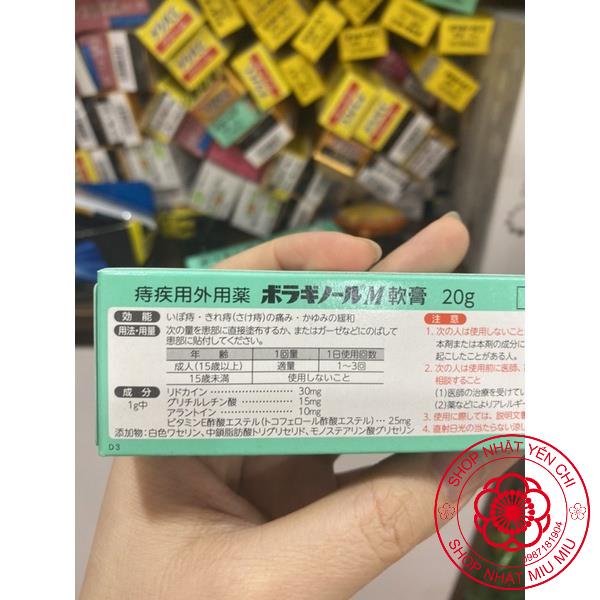 痔疾用外用薬 ボラギノールM軟膏 20g
効能 いぼ痔・きれ痔(さけ痔)の痛み・かゆみの緩和
用法・用量 次の量を患部に直接塗布するか、またはガーゼなどにのばして
患部に貼付してください。
年齢 1回量 1日使用回数
成人(15歳以上) 適量 1〜3回
15歳未満 使用しないこと
成分 リドカイン 30mg
1g中 グリチルレチン酸 15mg
アラントイン 10mg
ビタミンE酢酸エステル(トコフェロール酢酸エステル) 25mg
添加物:白色ワセリン、中鎖脂肪酸トリグリセリド、モノステアリン酸グリセリン
D3
注意
1. 次の人は使用しないこと
本剤または本剤の成分に
起こしたことがある人。
2. 次の人は使用前に医師、
相談すること
(1)医師の治療を受けてい
(2)薬などによりアレルギー
3. 使用に際しては、説明文書
4. 直射日光の当たらない涼し
SHOP NHẬT YẾN CHI
SHOP NHẬT MIU MIU
0987181904